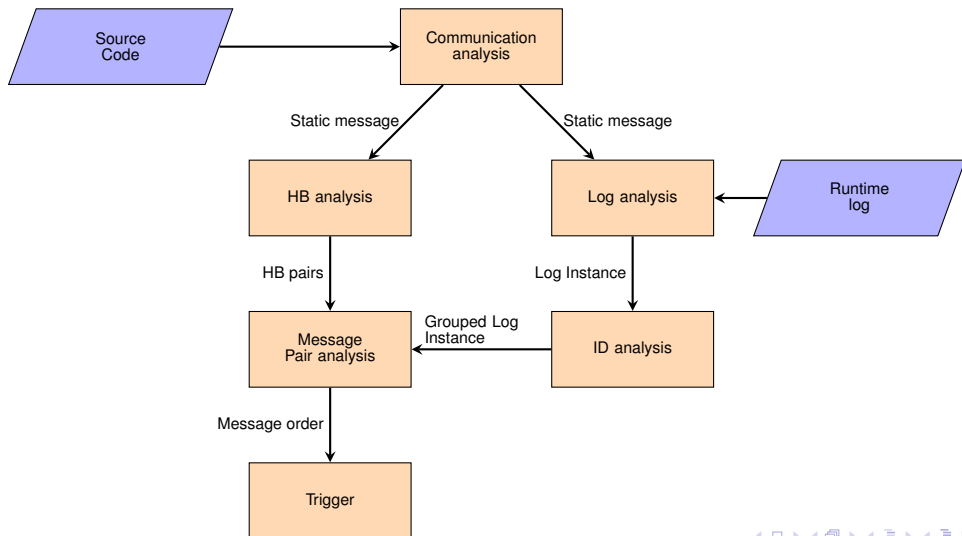 Source
Code
Communication
analysis
Static message
Static message
HB analysis
Log analysis
Runtime
log
HB pairs
Log Instance
Message
Pair analysis
Grouped Log
Instance
ID analysis
Message order
Trigger